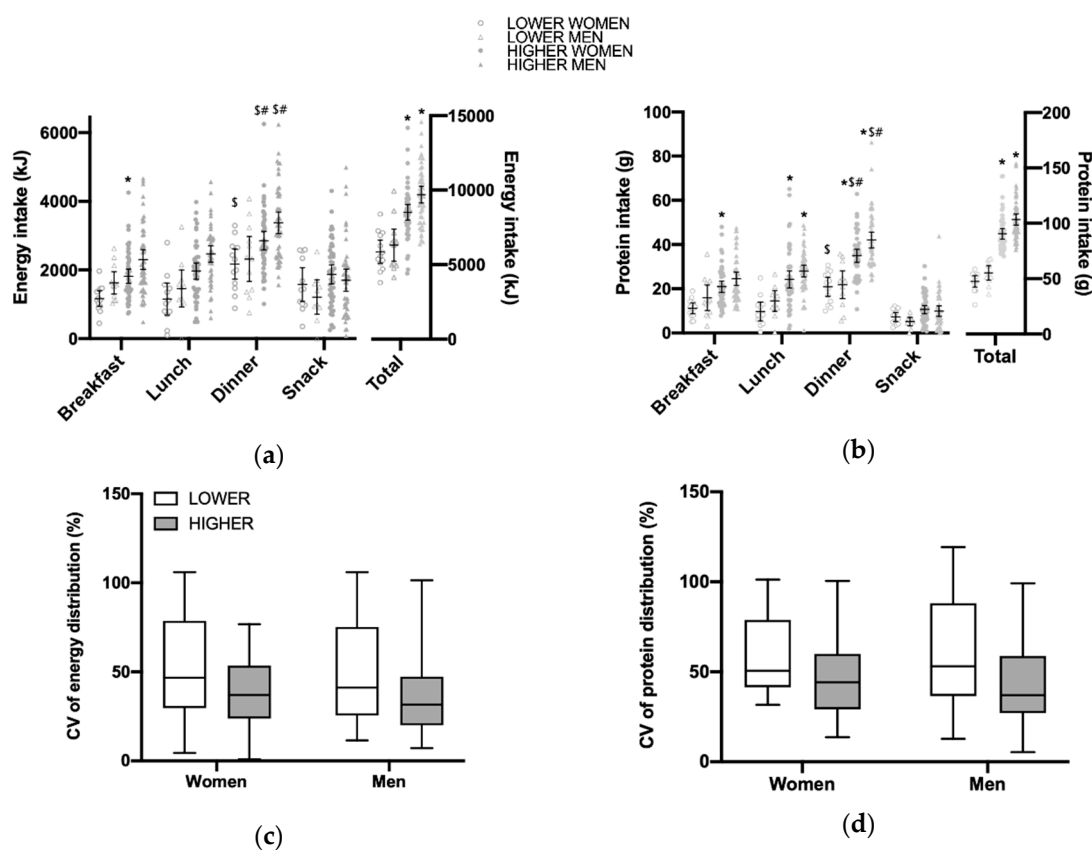 LOWER WOMEN
LOWER MEN
HIGHER WOMEN
HIGHER MEN
Energy intake (kJ)
6000
4000
2000
0
*
$
$#
$#
*
*
15000
10000
5000
0
Energy intake (kJ)
Breakfast
Lunch
Dinner
Snack
Total
(a)
Protein intake (g)
100
80
60
40
20
0
*
*
*
$
*$#
*$#
*
*
200
150
100
50
0
Protein intake (g)
Breakfast
Lunch
Dinner
Snack
Total
(b)
CV of energy distribution (%)
150
100
50
0
LOWER
HIGHER
Women
Men
(c)
CV of protein distribution (%)
150
100
50
0
Women
Men
(d)